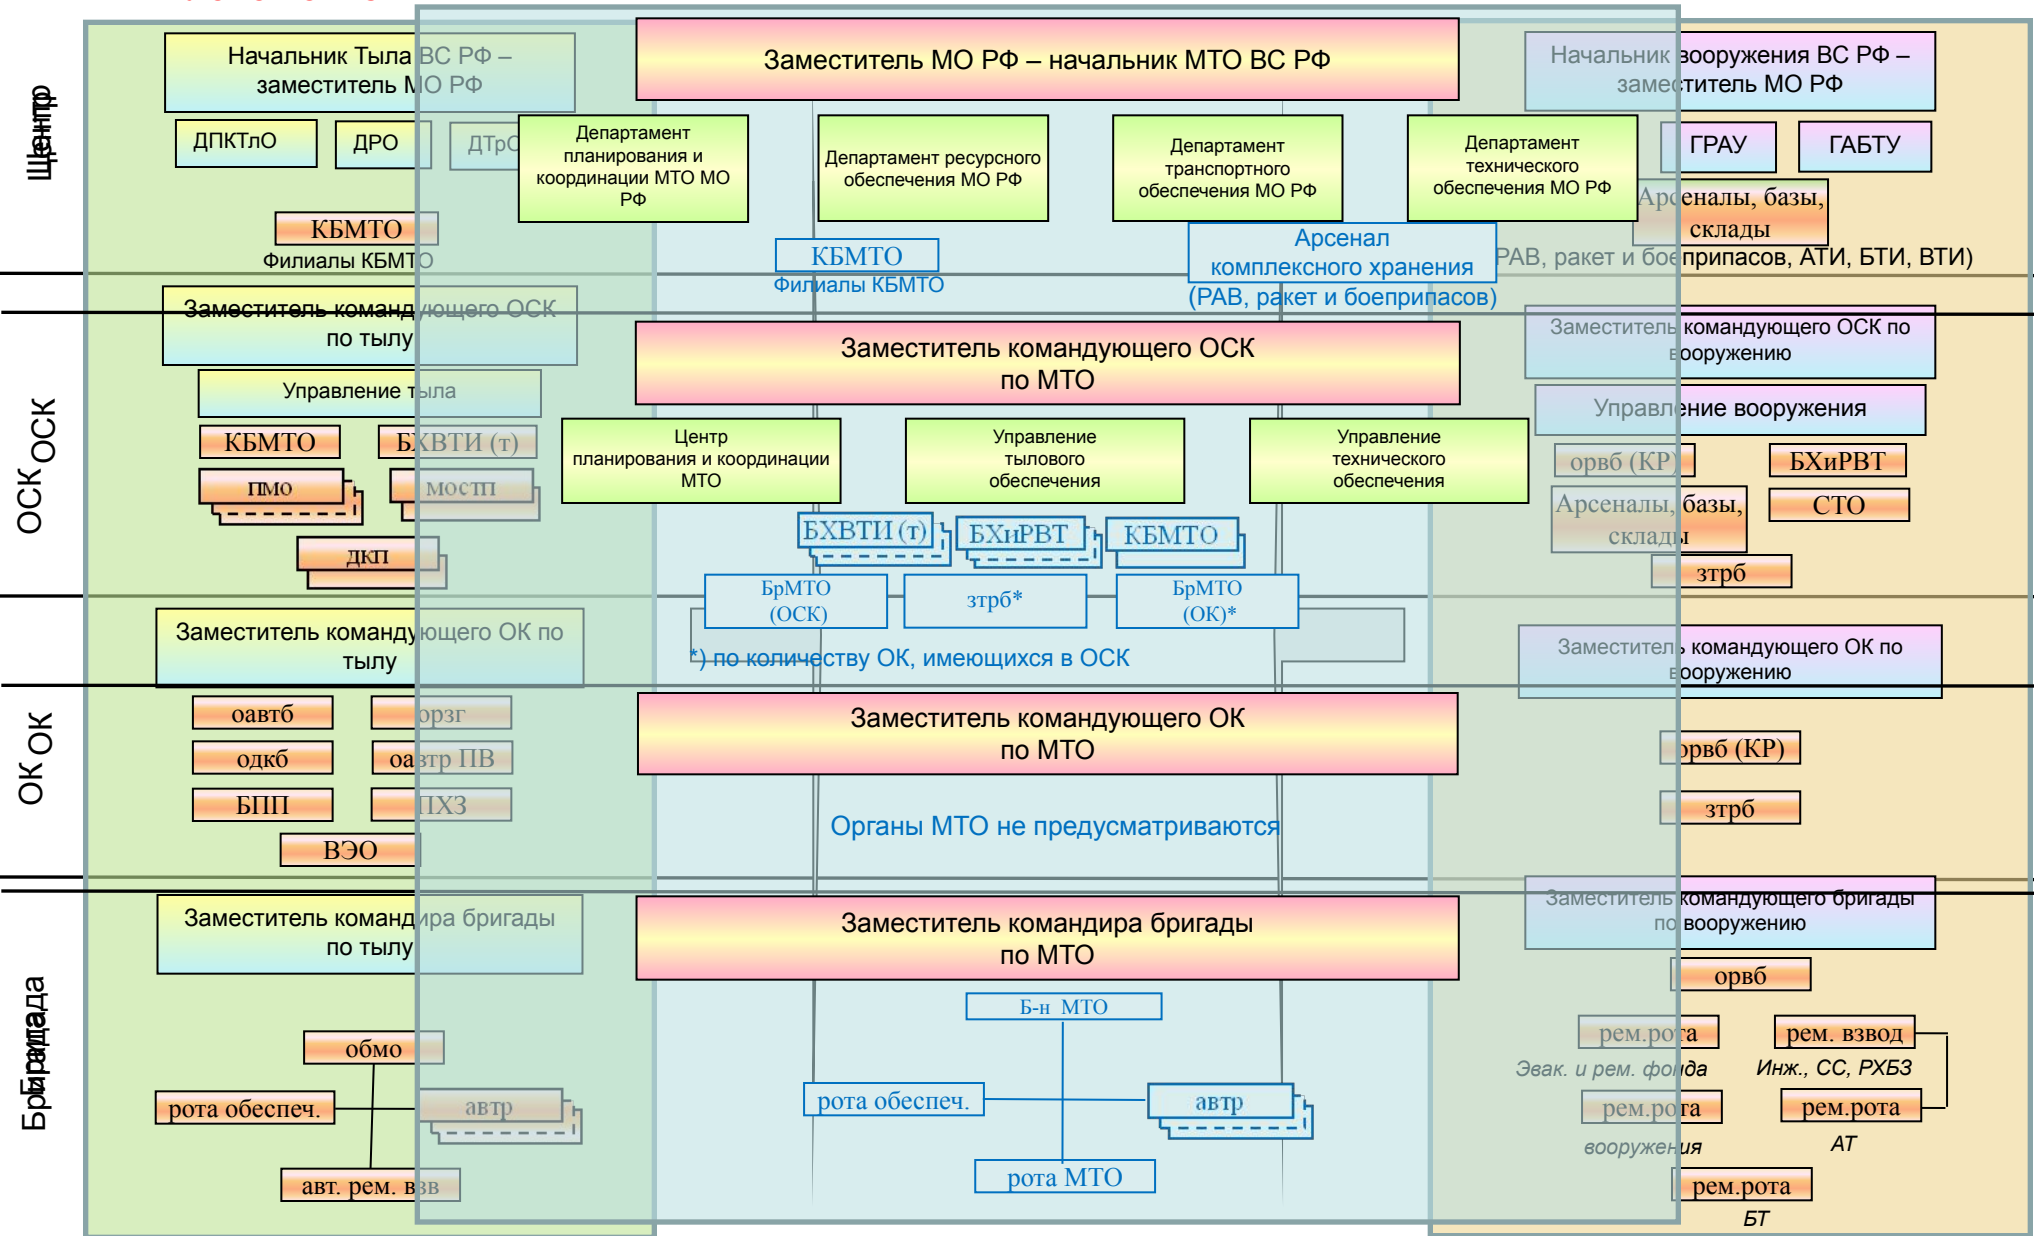 Центр
Начальник Тыла ВС РФ –
заместитель МО РФ
ДПКТлО
ДРО
ДТрО
КБМТО
Филиалы КБМТО
Заместитель МО РФ – начальник МТО ВС РФ
Департамент
планирования и
координации МТО МО
РФ
Департамент ресурсного
обеспечения МО РФ
Департамент
транспортного
обеспечения МО РФ
Департамент
технического
обеспечения МО РФ
КБМТО
Филиалы КБМТО
Арсенал
комплексного хранения
(РАВ, ракет и боеприпасов)
Начальник вооружения ВС РФ –
заместитель МО РФ
ГРАУ
ГАБТУ
Арсеналы, базы,
склады
РАВ, ракет и боеприпасов, АТИ, БТИ, ВТИ)
ОСК
ОСК
Заместитель командующего ОСК
по тылу
Управление тыла
КБМТО
БХВТИ (т)
пмо
мостп
дкп
Заместитель командующего ОСК
по МТО
Центр
планирования и координации
МТО
Управление
тылового
обеспечения
Управление
технического
обеспечения
БХВТИ (т)
БХиРВТ
КБМТО
БрМТО
(ОСК)
зтрб*
БрМТО
(ОК)*
*) по количеству ОК, имеющихся в ОСК
Заместитель командующего ОСК по
вооружению
Управление вооружения
орвб (КР)
БХиРВТ
Арсеналы, базы,
склады
СТО
зтрб
ОК
ОК
Заместитель командующего ОК по
тылу
оавтб
орзг
одкб
оавтр ПВ
БПП
ПХЗ
ВЭО
Заместитель командующего ОК
по МТО
Органы МТО не предусматриваются
Заместитель командующего ОК по
вооружению
орвб (КР)
зтрб
Бригада
Заместитель командира бригады
по тылу
обмо
рота обеспеч.
автр
авт. рем. взв
Заместитель командира бригады
по МТО
Б-н МТО
рота обеспеч.
автр
рота МТО
Заместитель командующего бригады
по вооружению
орвб
рем.рота
Эвак. и рем. фонда
рем. взвод
Инж., СС, РХБЗ
рем.рота
вооружения
рем.рота
АТ
рем.рота
БТ